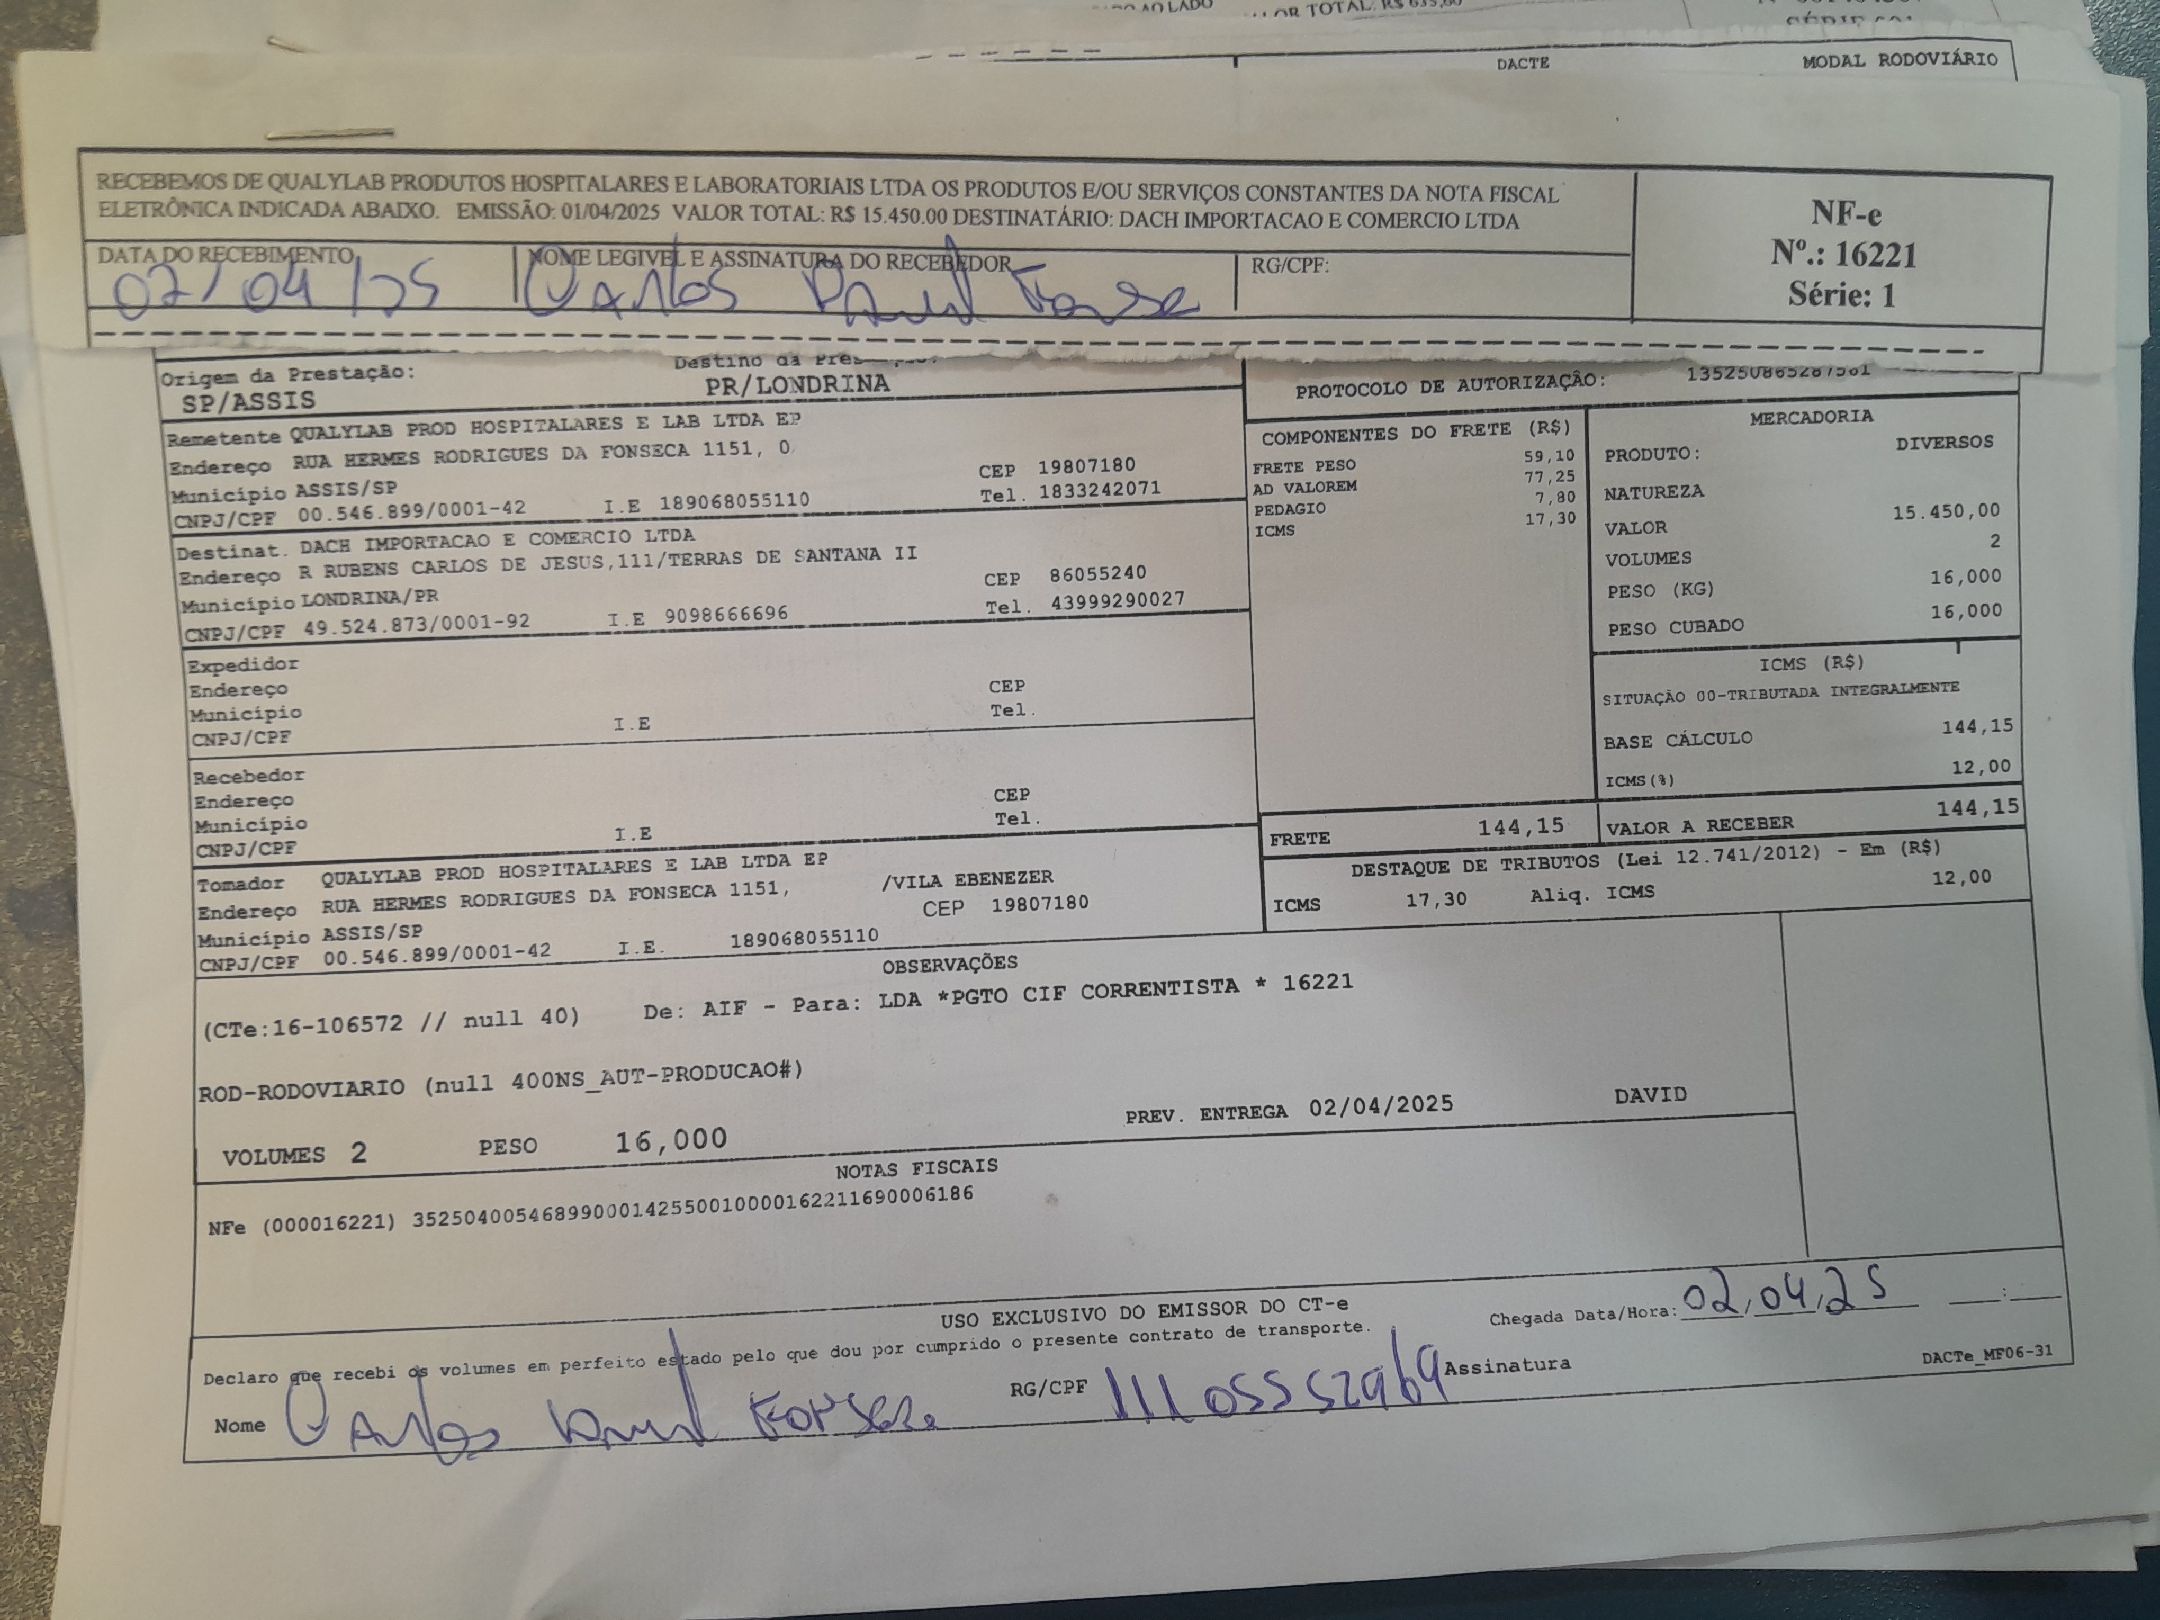 VALOR TOTAL: R$ 635,60
DACTE
MODAL RODOVIÁRIO
RECEBEMOS DE QUALYLAB PRODUTOS HOSPITALARES E LABORATORIAIS LTDA OS PRODUTOS E/OU SERVIÇOS CONSTANTES DA NOTA FISCAL
ELETRÔNICA INDICADA ABAIXO. EMISSÃO: 01/04/2025 VALOR TOTAL: R$ 15.450.00 DESTINATÁRIO: DACH IMPORTACAO E COMERCIO LTDA
NF-e
Nº.: 16221
Série: 1
DATA DO RECEBIMENTO
NOME LEGIVEL E ASSINATURA DO RECEBEDOR
RG/CPF:
02/04/25 Carlos
Origem da Prestação:
SP/ASSIS
PR/LONDRINA
PROTOCOLO DE AUTORIZAÇÃO: 135250865287561
Remetente QUALYLAB PROD HOSPITALARES E LAB LTDA EP
Endereço RUA HERMES RODRIGUES DA FONSECA 1151, 0
Município ASSIS/SP CEP 19807180
CNPJ/CPF 00.546.899/0001-42 I.E 189068055110 Tel. 1833242071
Destinat. DACH IMPORTACAO E COMERCIO LTDA
Endereço R RUBENS CARLOS DE JESUS,111/TERRAS DE SANTANA II
Município LONDRINA/PR CEP 86055240
CNPJ/CPF 49.524.873/0001-92 I.E 9098666696 Tel. 43999290027
Expedidor
Endereço
Município CEP
CNPJ/CPF I.E Tel.
Recebedor
Endereço
Município CEP
CNPJ/CPF I.E Tel.
Tomador QUALYLAB PROD HOSPITALARES E LAB LTDA EP
Endereço RUA HERMES RODRIGUES DA FONSECA 1151, /VILA EBENEZER
Município ASSIS/SP CEP 19807180
CNPJ/CPF 00.546.899/0001-42 I.E. 189068055110
COMPONENTES DO FRETE (R$)
FRETE PESO 59,10
AD VALOREM 77,25
PEDAGIO 7,80
ICMS 17,30
FRETE 144,15
MERCADORIA
PRODUTO: DIVERSOS
NATUREZA
VALOR 15.450,00
VOLUMES 2
PESO (KG) 16,000
PESO CUBADO 16,000
ICMS (R$)
SITUAÇÃO 00-TRIBUTADA INTEGRALMENTE
BASE CÁLCULO 144,15
ICMS(%) 12,00
VALOR A RECEBER 144,15
DESTAQUE DE TRIBUTOS (Lei 12.741/2012) - Em (R$)
ICMS 17,30 Aliq. ICMS 12,00
OBSERVAÇÕES
(CTe:16-106572 // null 40) De: AIF - Para: LDA *PGTO CIF CORRENTISTA * 16221
ROD-RODOVIARIO (null 400NS_AUT-PRODUCAO#)
PREV. ENTREGA 02/04/2025 DAVID
VOLUMES 2 PESO 16,000
NOTAS FISCAIS
NFe (000016221) 35250400546899000142550010000162211690006186
USO EXCLUSIVO DO EMISSOR DO CT-e
Declaro que recebi os volumes em perfeito estado pelo que dou por cumprido o presente contrato de transporte.
Chegada Data/Hora: 02,04,25 __:__
Nome Carlos Fonseca RG/CPF Assinatura
DACTe_MF06-31